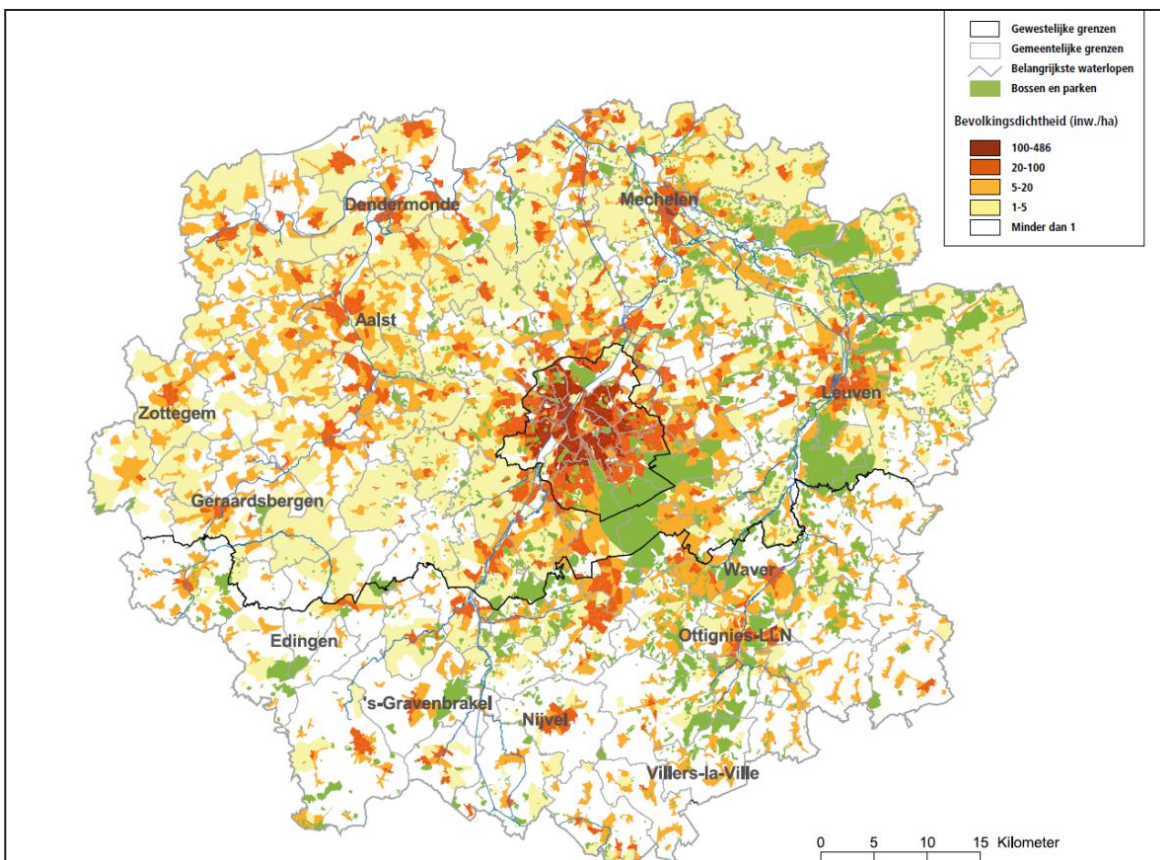 Gewestelijke grenzen
Gemeentelijke grenzen
Belangrijkste waterlopen
Bossen en parken
Bevolkingsdichtheid (inw./ha)
100-486
20-100
5-20
1-5
Minder dan 1
Dendermonde
Mechelen
Aalst
Leuven
Zottegem
Geraardsbergen
Waver
Edingen
Ottignies-LLN
's-Gravenbrakel
Nijvel
Villers-la-Ville
0 5 10 15 Kilometer